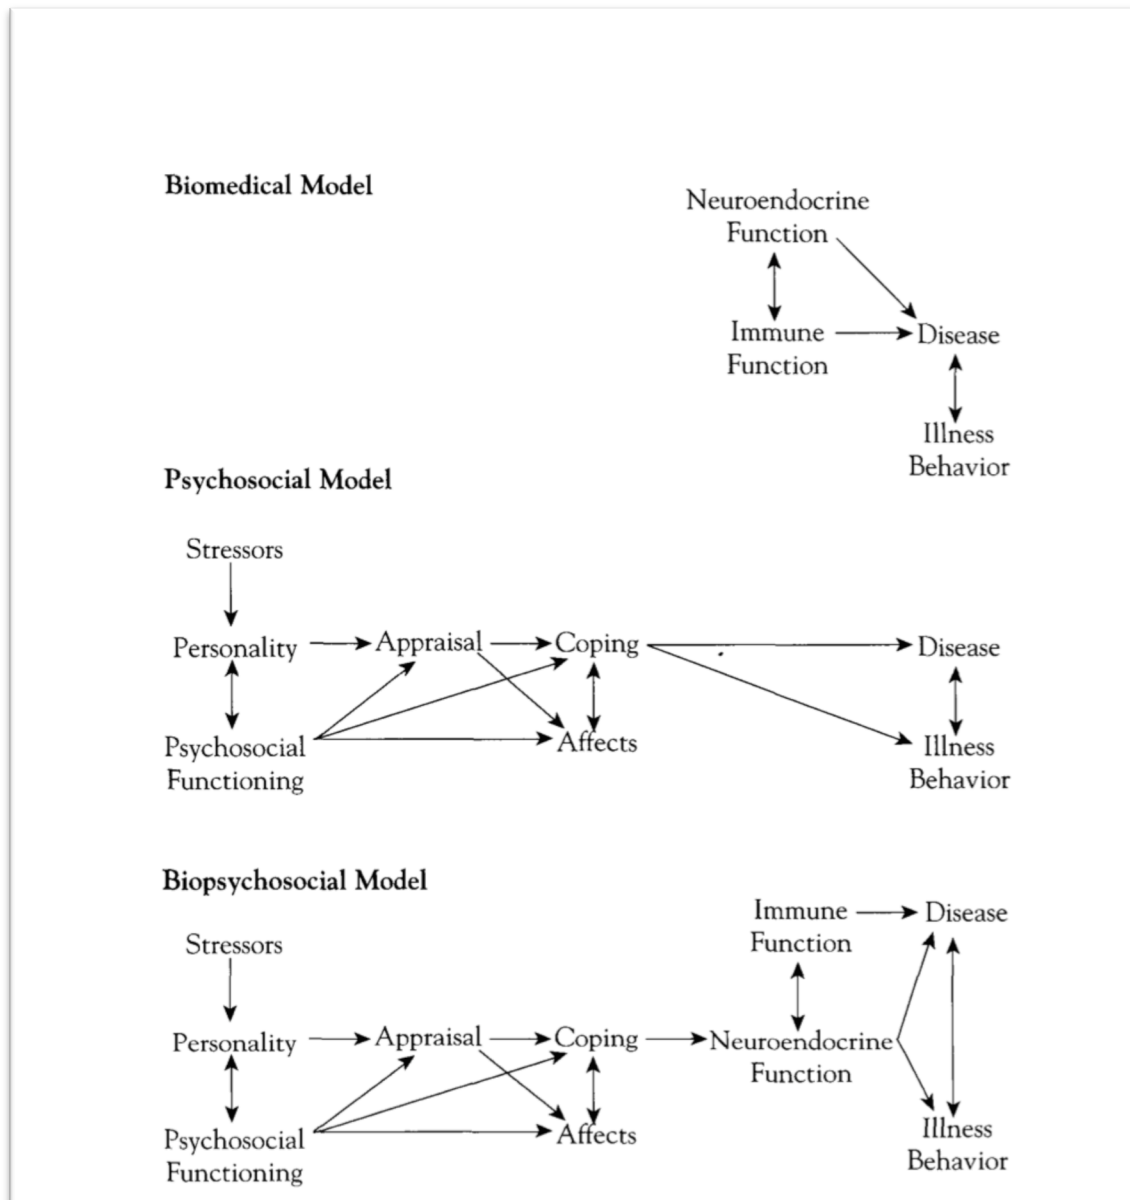 Biomedical Model
Neuroendocrine
Function
Immune
Function
Disease
Illness
Behavior
Psychosocial Model
Stressors
Personality
Appraisal
Coping
Disease
Psychosocial
Functioning
Affects
Illness
Behavior
Biopsychosocial Model
Immune
Function
Disease
Stressors
Personality
Appraisal
Coping
Neuroendocrine
Function
Psychosocial
Functioning
Affects
Illness
Behavior